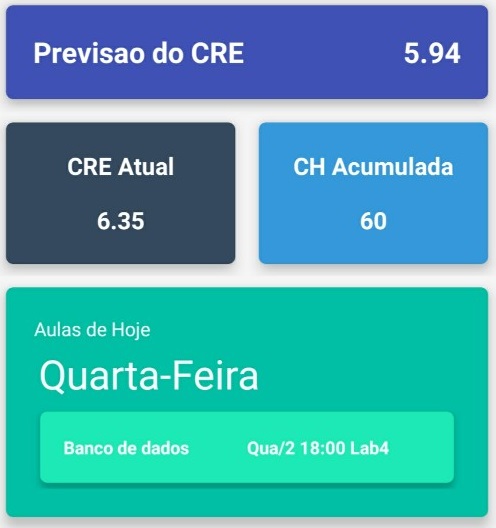 Previsao do CRE 5.94
CRE Atual
6.35
CH Acumulada
60
Aulas de Hoje
Quarta-Feira
Banco de dados Qua/2 18:00 Lab4